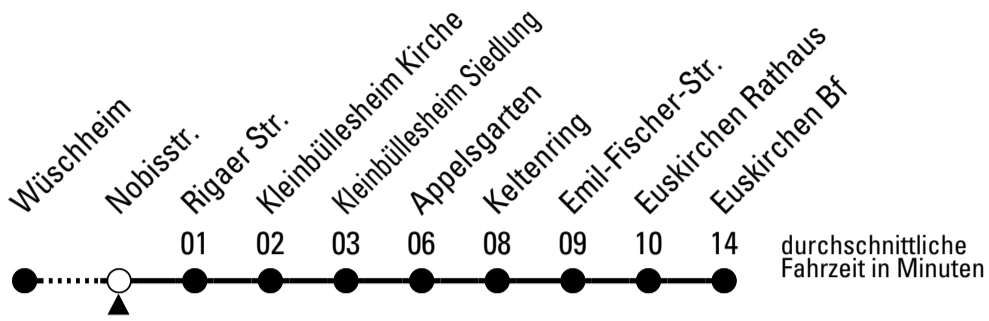 Wüschheim
Nobisstr.
Rigaer Str.
Kleinbüllesheim Kirche
Kleinbüllesheim Siedlung
Appelsgarten
Keltenring
Emil-Fischer-Str.
Euskirchen Rathaus
Euskirchen Bf
01 02 03 06 08 09 10 14
durchschnittliche
Fahrzeit in Minuten